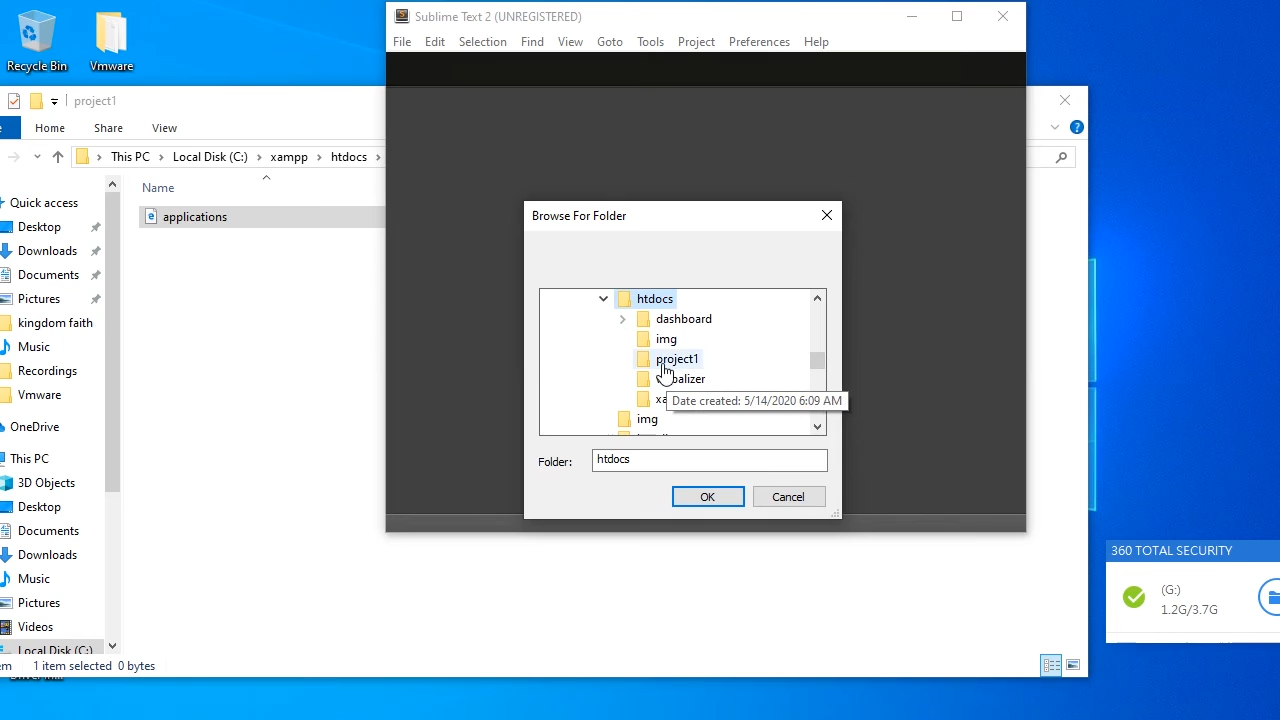 Sublime Text 2 (UNREGISTERED)
File Edit Selection Find View Goto Tools Project Preferences Help
Recycle Bin
Vmware
project1
Home Share View
This PC > Local Disk (C:) > xampp > htdocs >
Name
applications
Quick access
Desktop
Downloads
Documents
Pictures
kingdom faith
Music
Recordings
Vmware
OneDrive
This PC
3D Objects
Desktop
Documents
Downloads
Music
Pictures
Videos
Local Disk (C:)
1 item selected 0 bytes
Browse For Folder
htdocs
dashboard
img
project1
Date created: 5/14/2020 6:09 AM
img
Folder: htdocs
OK Cancel
360 TOTAL SECURITY
(G:)
1.2G/3.7G